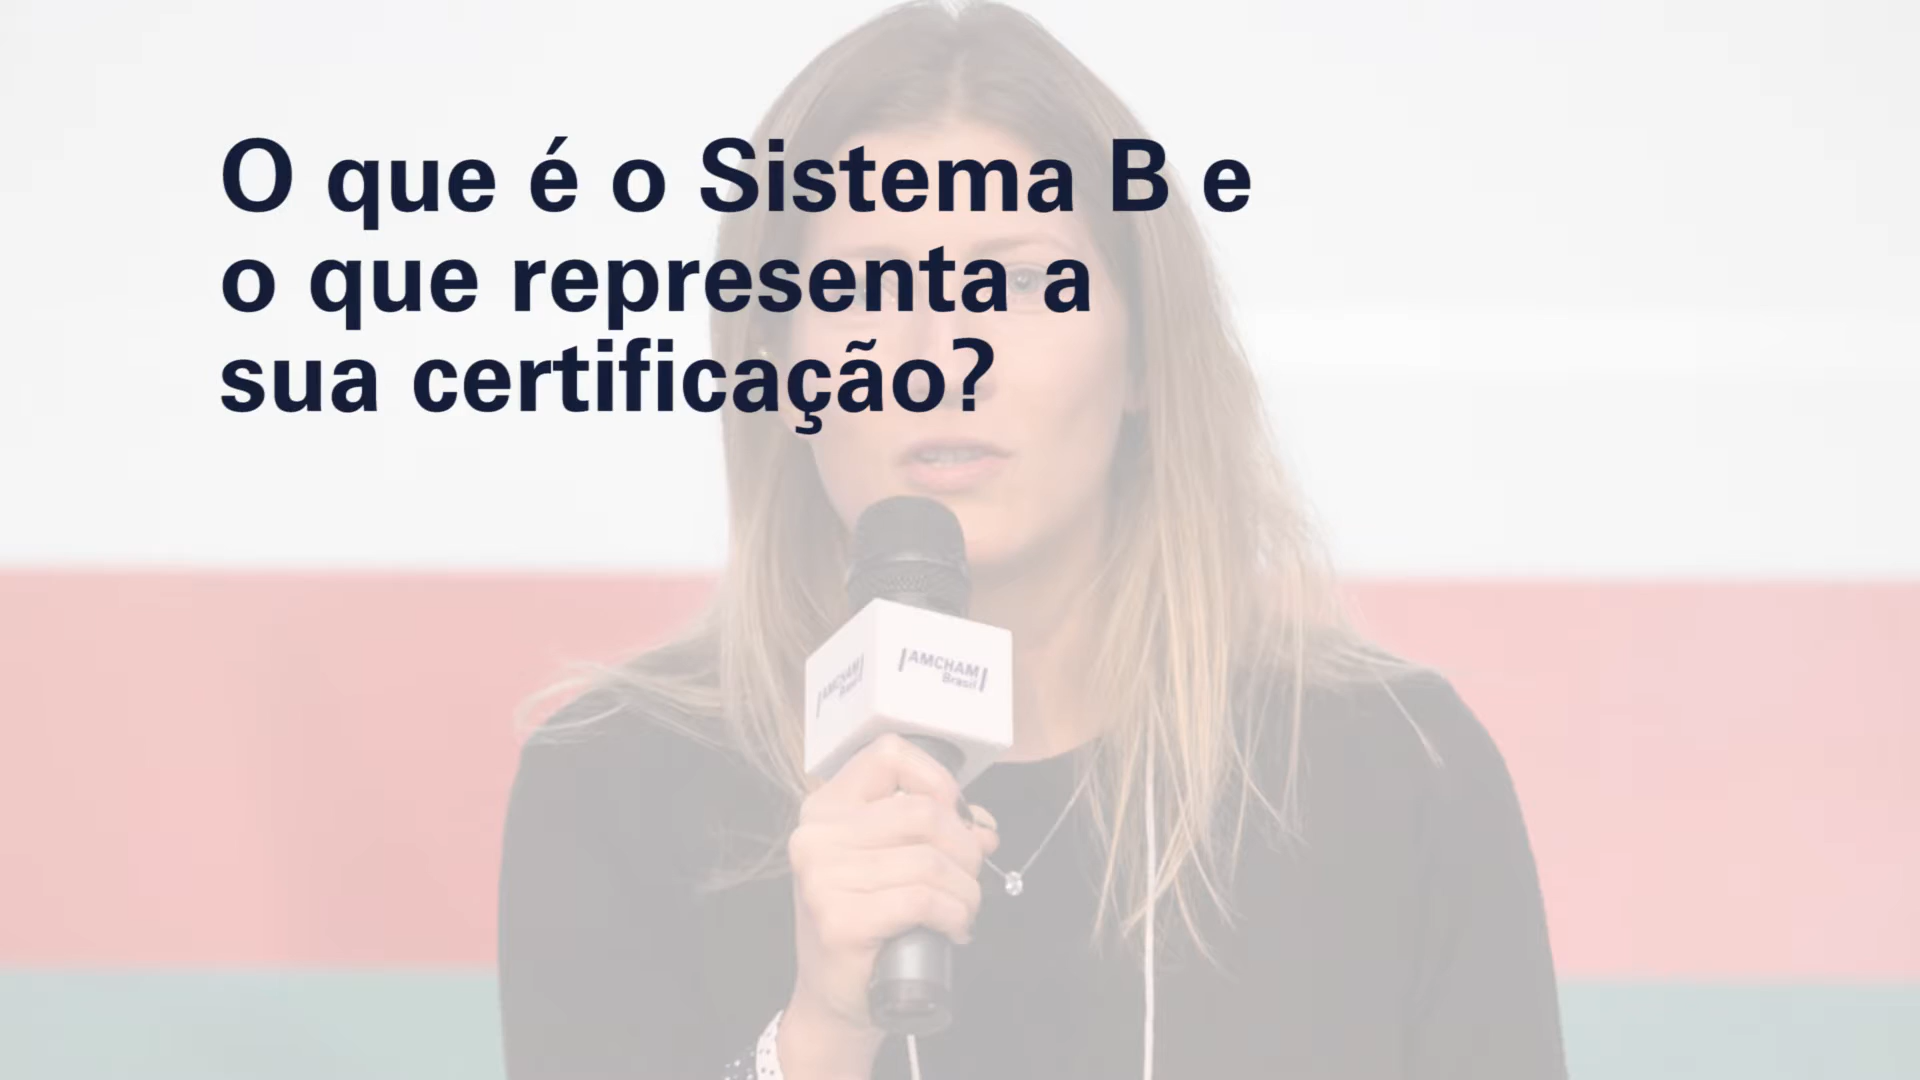 O que é o Sistema B e
o que representa a
sua certificação?
AMCHAM
Brasil
AMCHAM
Brasil